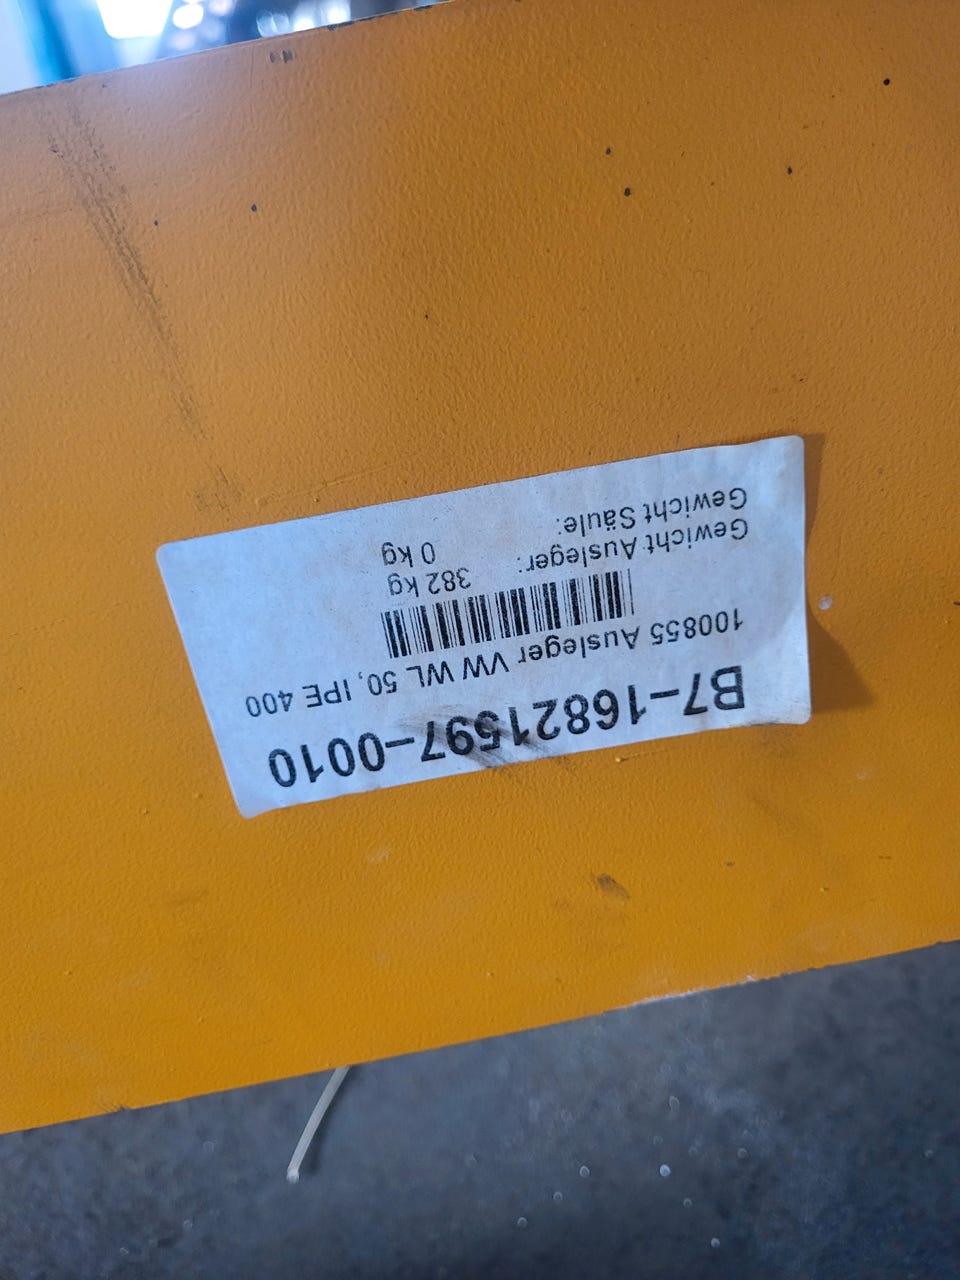 B7-16821597-0010
100855 Ausleger VW WL 50, IPE 400
Gewicht Ausleger: 382 kg
Gewicht Säule: 0 kg